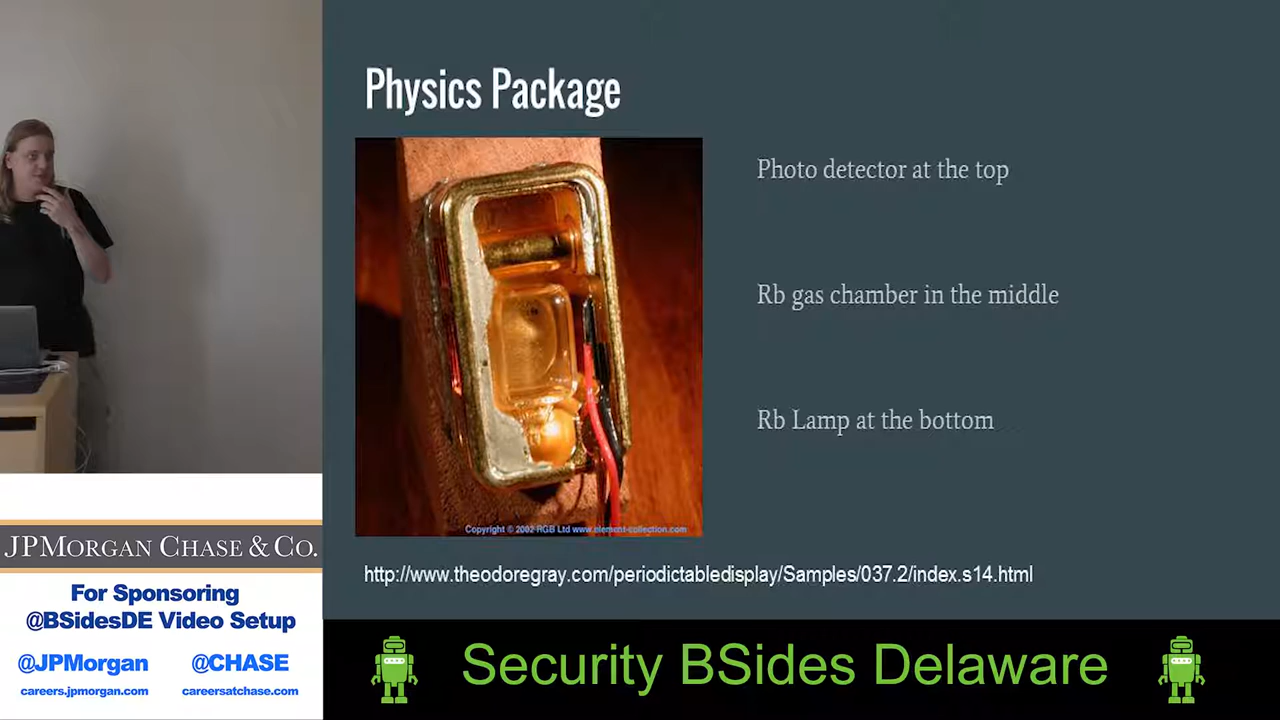 Physics Package
Photo detector at the top
Rb gas chamber in the middle
Rb Lamp at the bottom
Copyright © 2002 RGB Ltd www.element-collection.com
http://www.theodoregray.com/periodictabledisplay/Samples/037.2/index.s14.html
JPMORGAN CHASE & CO.
For Sponsoring
@BSidesDE Video Setup
@JPMorgan @CHASE
careers.jpmorgan.com careersatchase.com
Security BSides Delaware